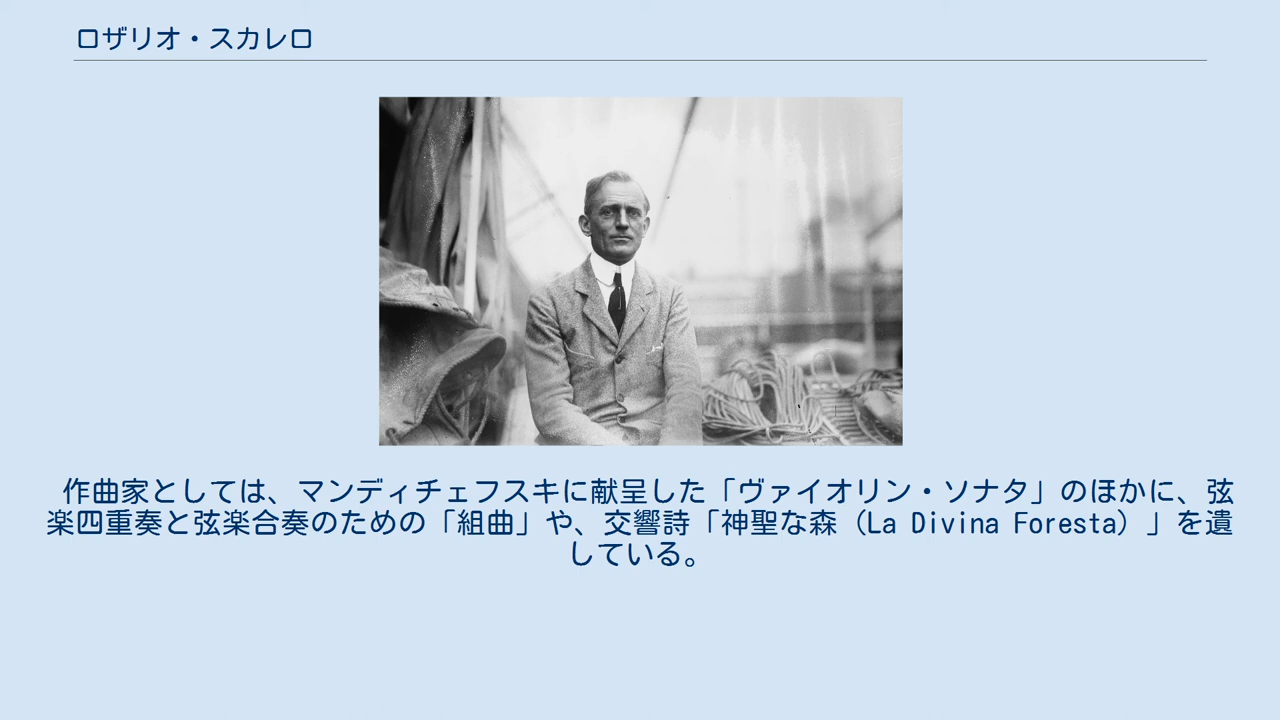 ロザリオ・スカレロ
作曲家としては、マンディチェフスキに献呈した「ヴァイオリン・ソナタ」のほかに、弦
楽四重奏と弦楽合奏のための「組曲」や、交響詩「神聖な森（La Divina Foresta）」を遺
している。